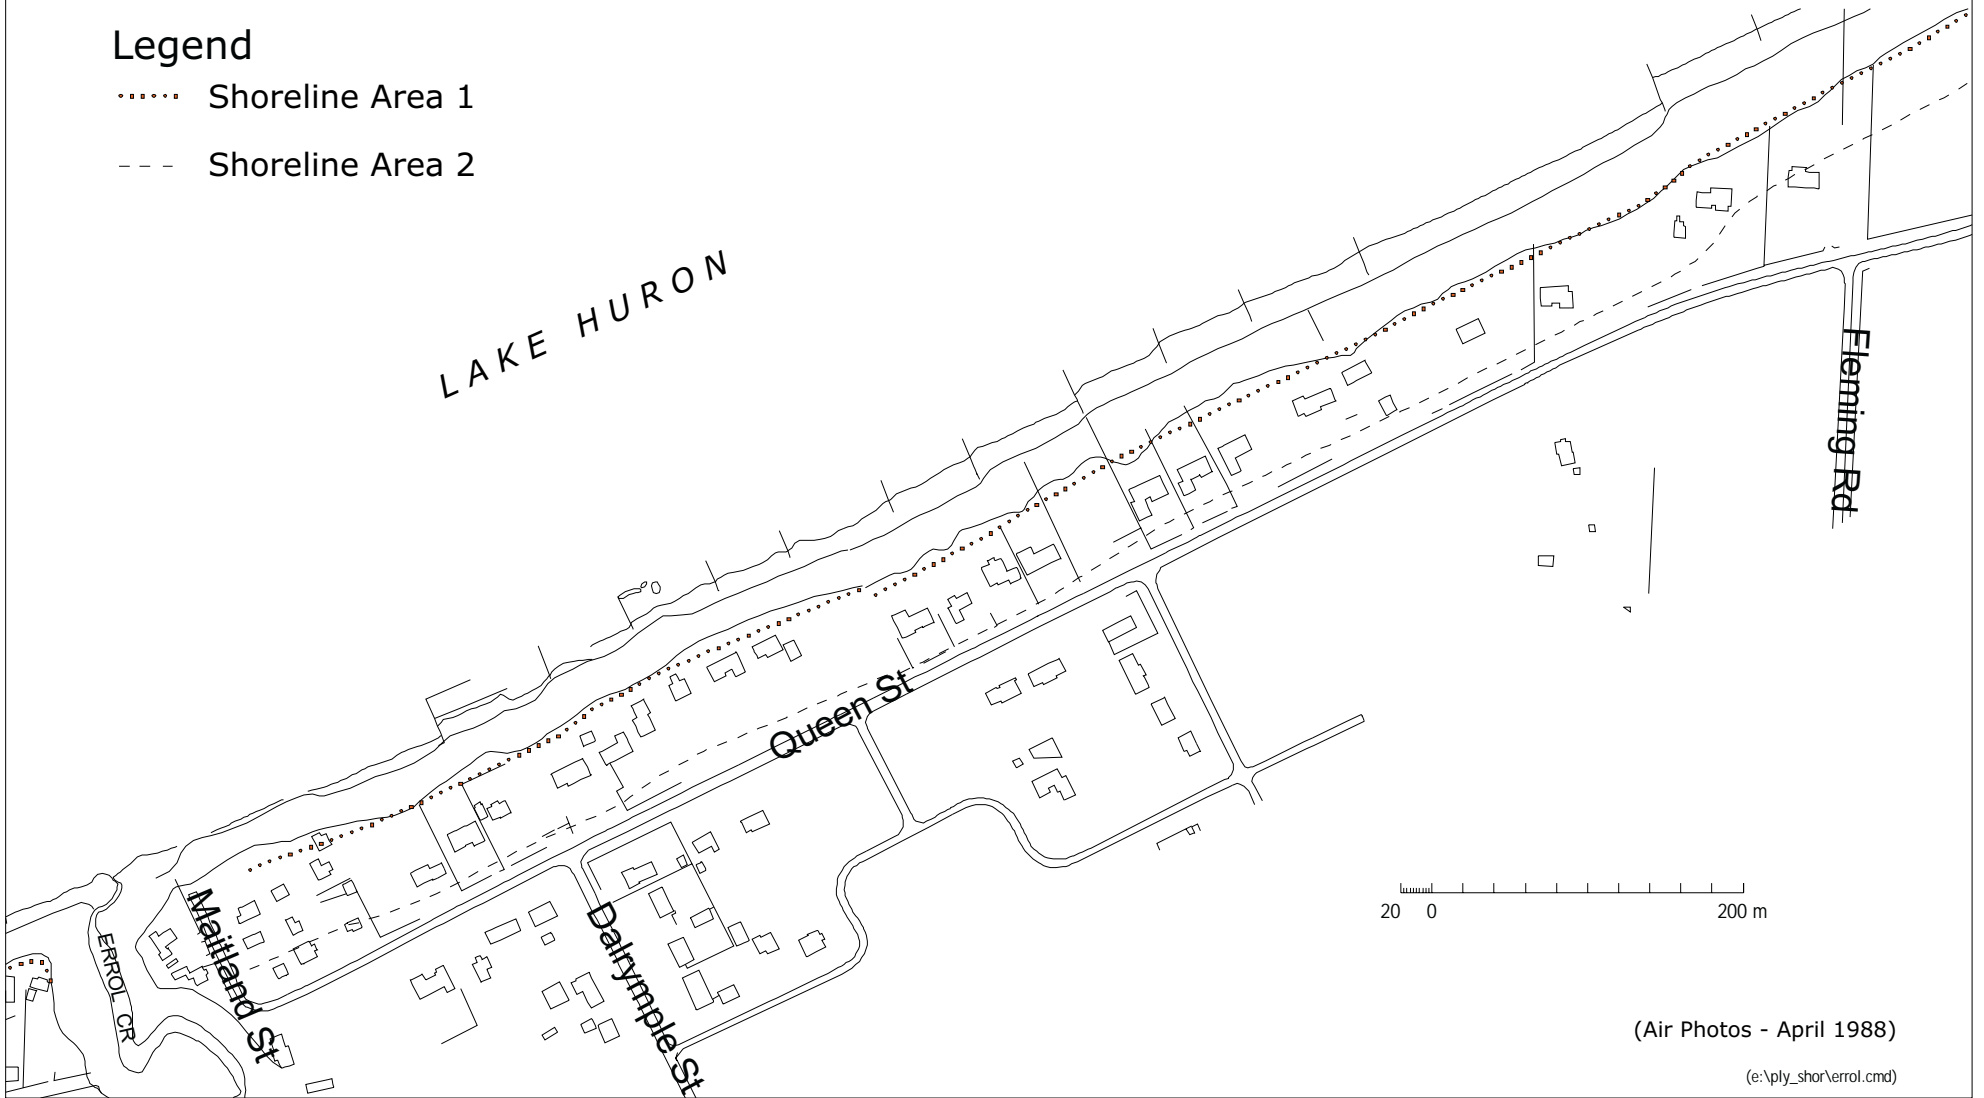 Legend
Shoreline Area 1
Shoreline Area 2
LAKE HURON
Fleming Rd
Queen St
Maitland St
ERROL CR
Dalrymple St
20 0 200 m
(Air Photos - April 1988)
(e:\ply_shor\errol.cmd)